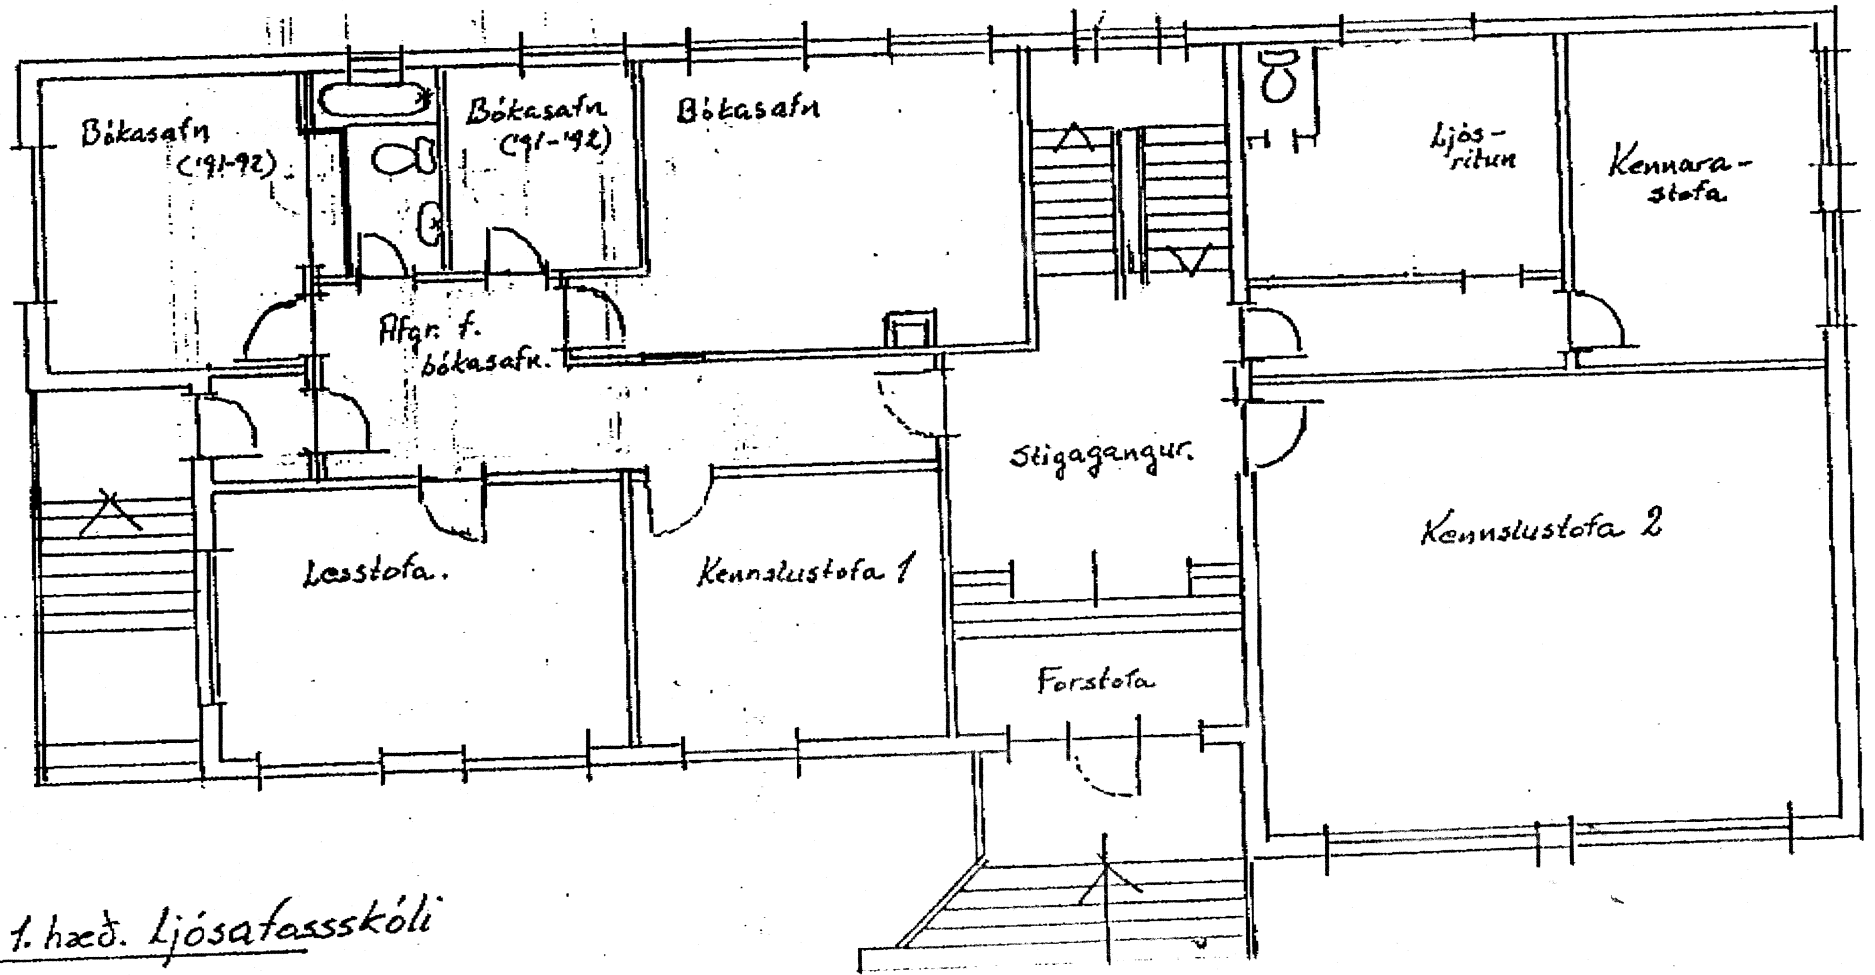 Bókasafn
('91-92)
Bókasafn
('91-'92)
Bókasafn
Ljós-
ritun
Kennara-
stofa
Afgr. f.
bókasafn.
Stigagangur.
Kennslustofa 2
Lesstofa.
Kennslustofa 1
Forstofa
1. hæð. Ljósafassskóli